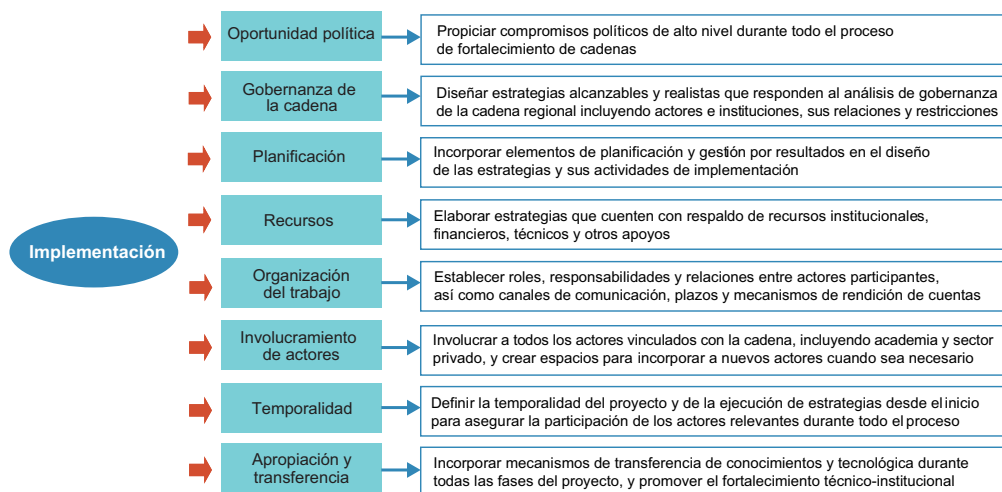 Implementación
Oportunidad política
Propiciar compromisos políticos de alto nivel durante todo el proceso
de fortalecimiento de cadenas
Gobernanza de
la cadena
Diseñar estrategias alcanzables y realistas que responden al análisis de gobernanza
de la cadena regional incluyendo actores e instituciones, sus relaciones y restricciones
Planificación
Incorporar elementos de planificación y gestión por resultados en el diseño
de las estrategias y sus actividades de implementación
Recursos
Elaborar estrategias que cuenten con respaldo de recursos institucionales,
financieros, técnicos y otros apoyos
Organización
del trabajo
Establecer roles, responsabilidades y relaciones entre actores participantes,
así como canales de comunicación, plazos y mecanismos de rendición de cuentas
Involucramiento
de actores
Involucrar a todos los actores vinculados con la cadena, incluyendo academia y sector
privado, y crear espacios para incorporar a nuevos actores cuando sea necesario
Temporalidad
Definir la temporalidad del proyecto y de la ejecución de estrategias desde el inicio
para asegurar la participación de los actores relevantes durante todo el proceso
Apropiación y
transferencia
Incorporar mecanismos de transferencia de conocimientos y tecnológica durante
todas las fases del proyecto, y promover el fortalecimiento técnico-institucional